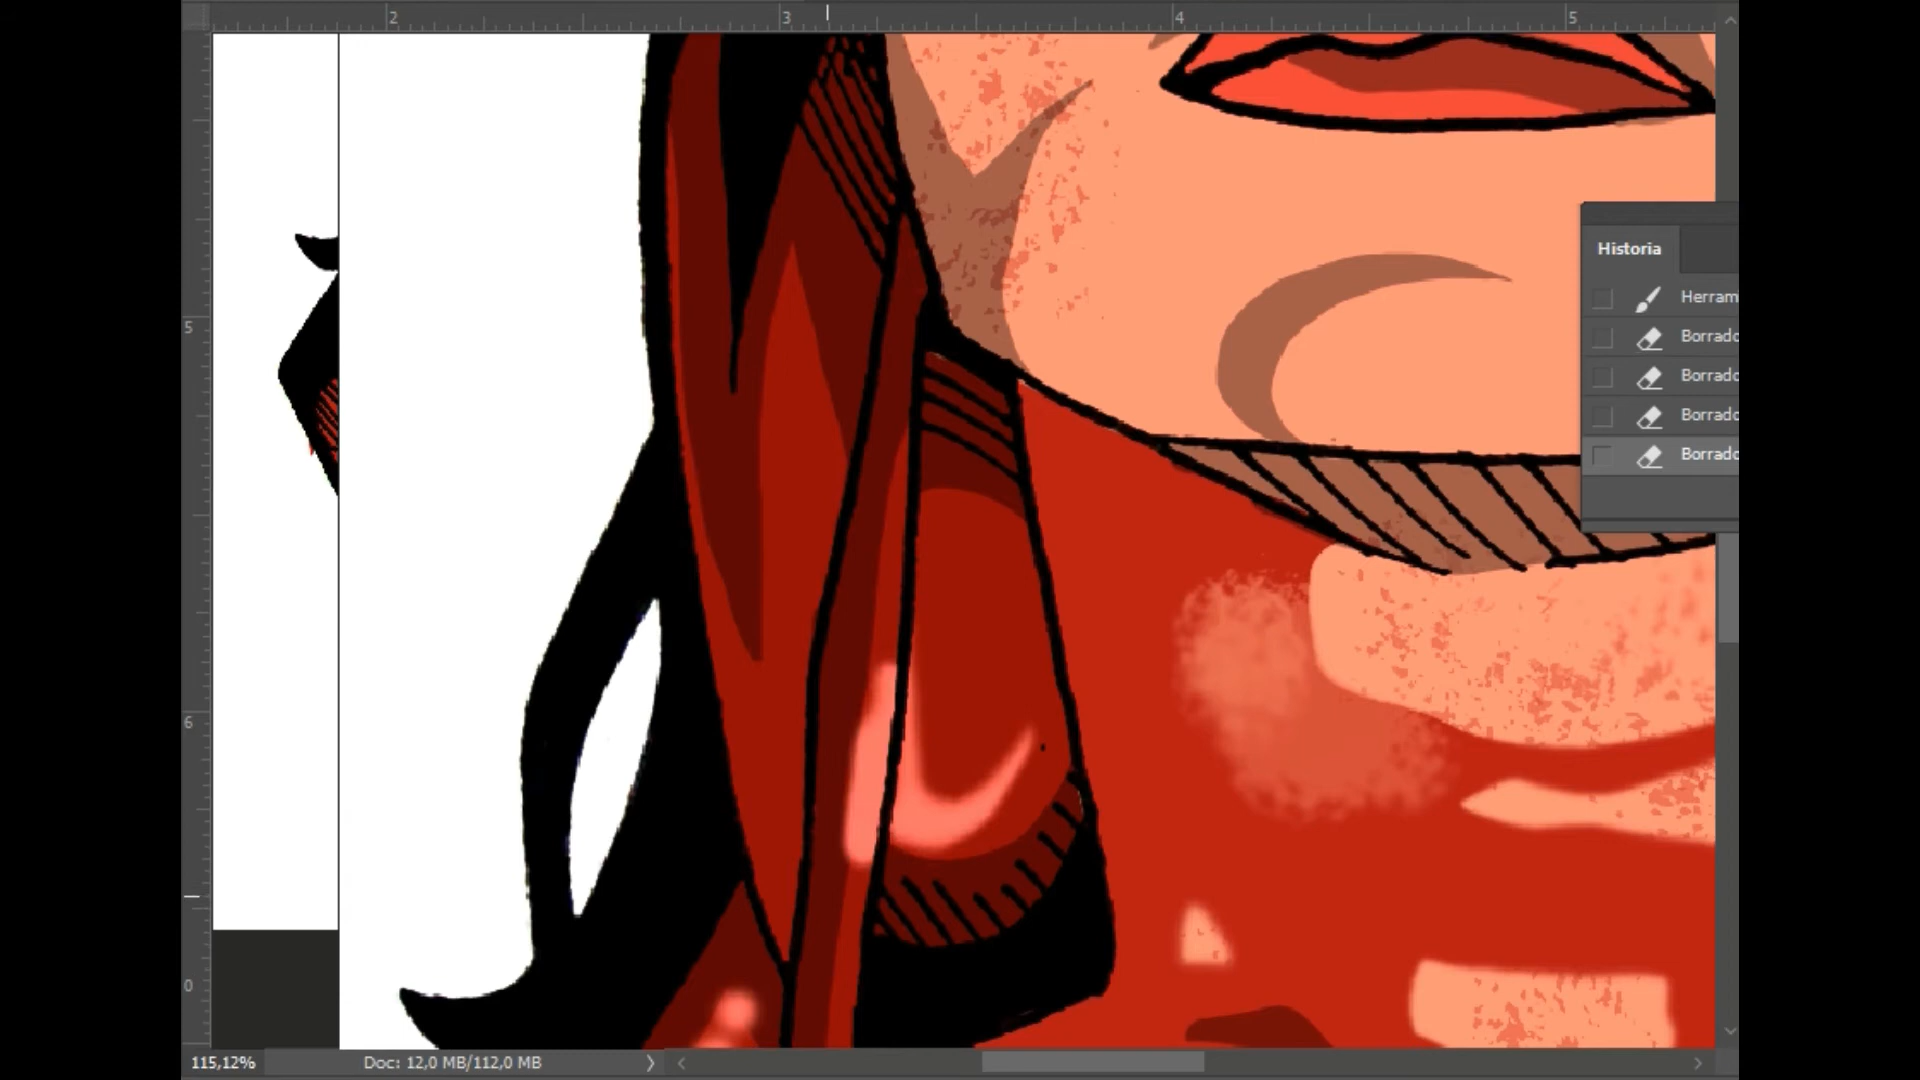 2 3 4 5
5
6
0
Historia
Herram
Borrado
Borrado
Borrado
Borrado
115,12% Doc: 12,0 MB/112,0 MB